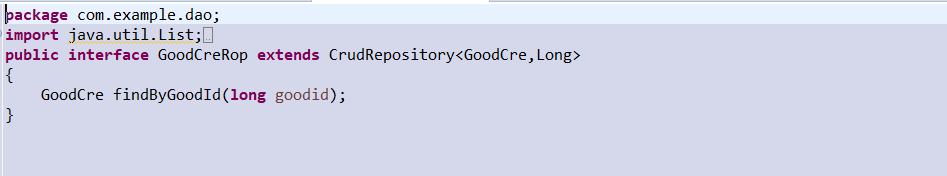 package com.example.dao;
import java.util.List;
public interface GoodCreRop extends CrudRepository<GoodCre,Long>
{
    GoodCre findByGoodId(long goodid);
}